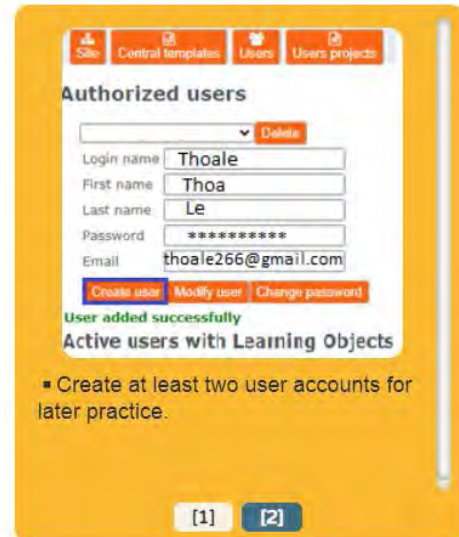 Site Central templates Users Users projects
Authorized users
Delete
Login name Thoale
First name Thoa
Last name Le
Password **********
Email thoale266@gmail.com
Create user Modify user Change password
User added successfully
Active users with Learning Objects
▪ Create at least two user accounts for
later practice.
[1] [2]